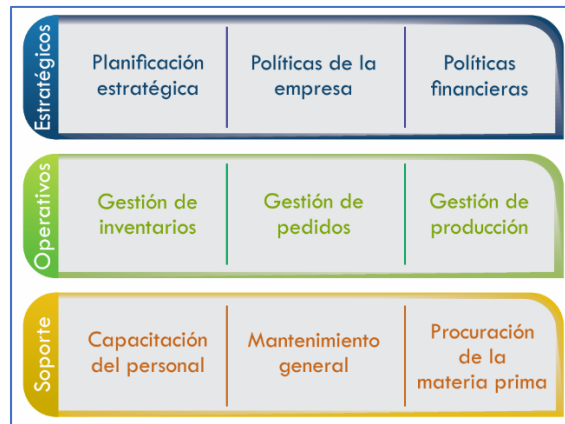 Estratégicos
Planificación
estratégica
Políticas de la
empresa
Políticas
financieras
Operativos
Gestión de
inventarios
Gestión de
pedidos
Gestión de
producción
Soporte
Capacitación
del personal
Mantenimiento
general
Procuración
de la
materia prima